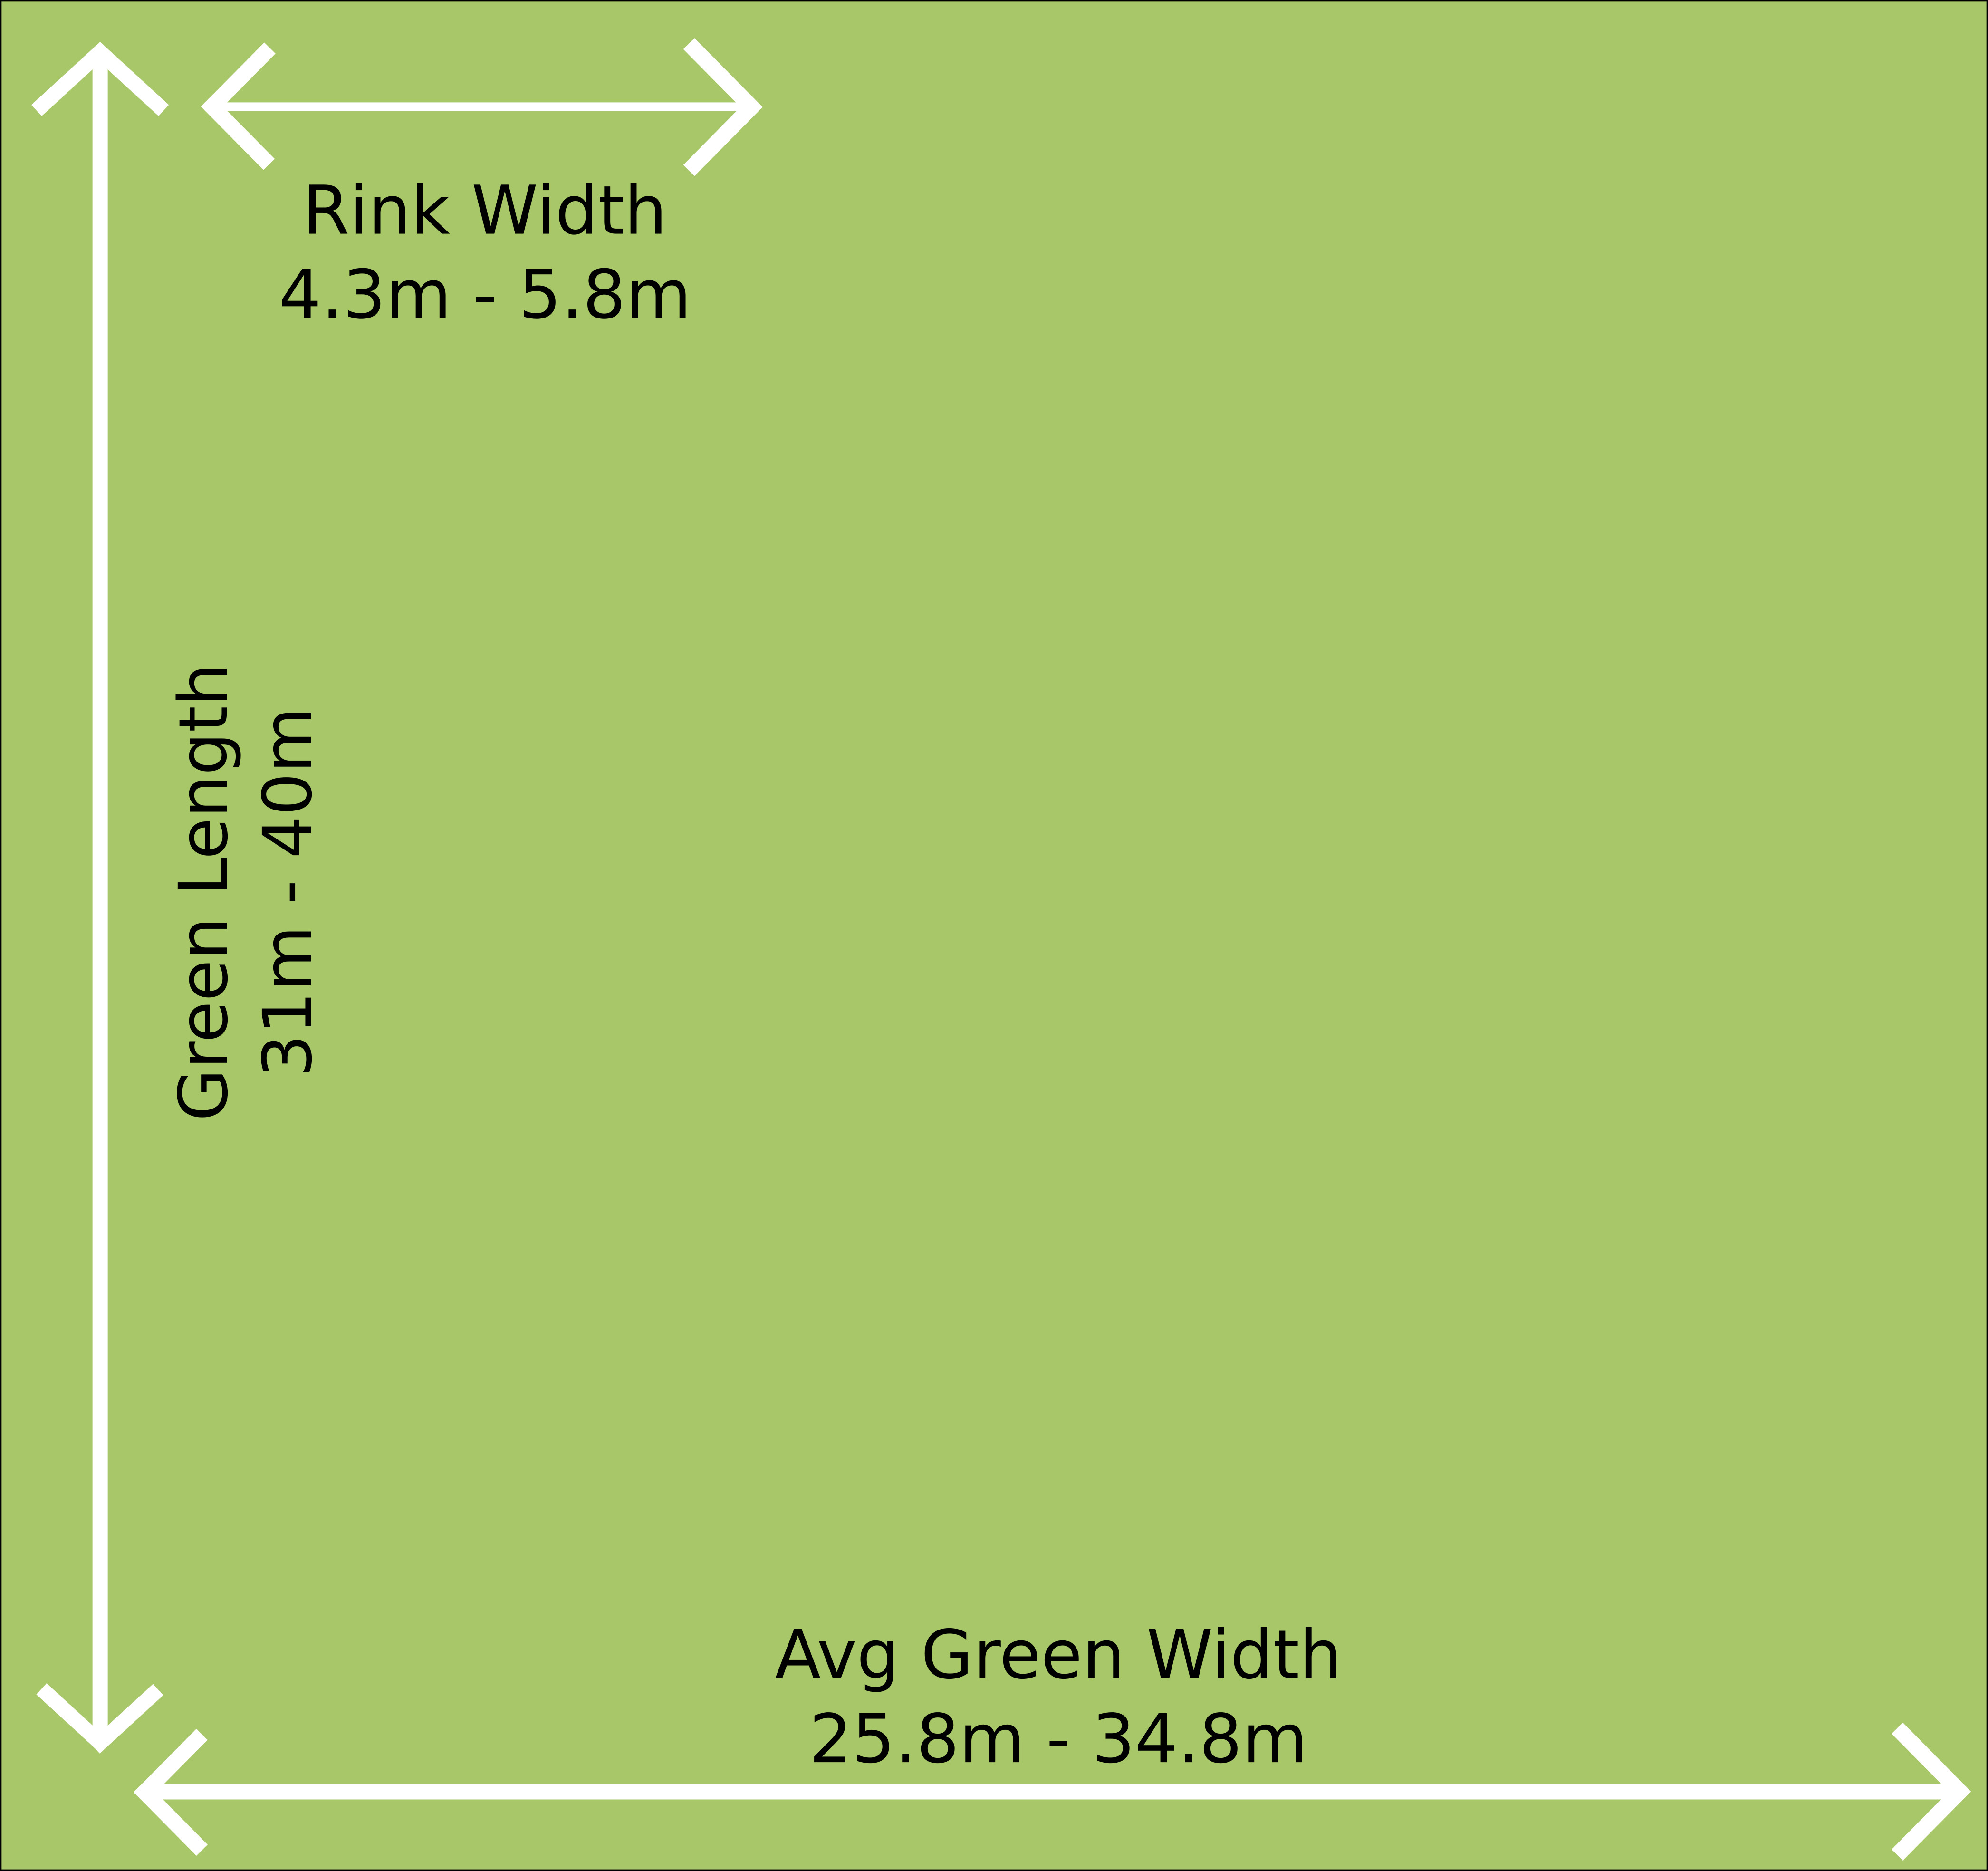 Rink Width
4.3m - 5.8m
Green Length
31m - 40m
Avg Green Width
25.8m - 34.8m